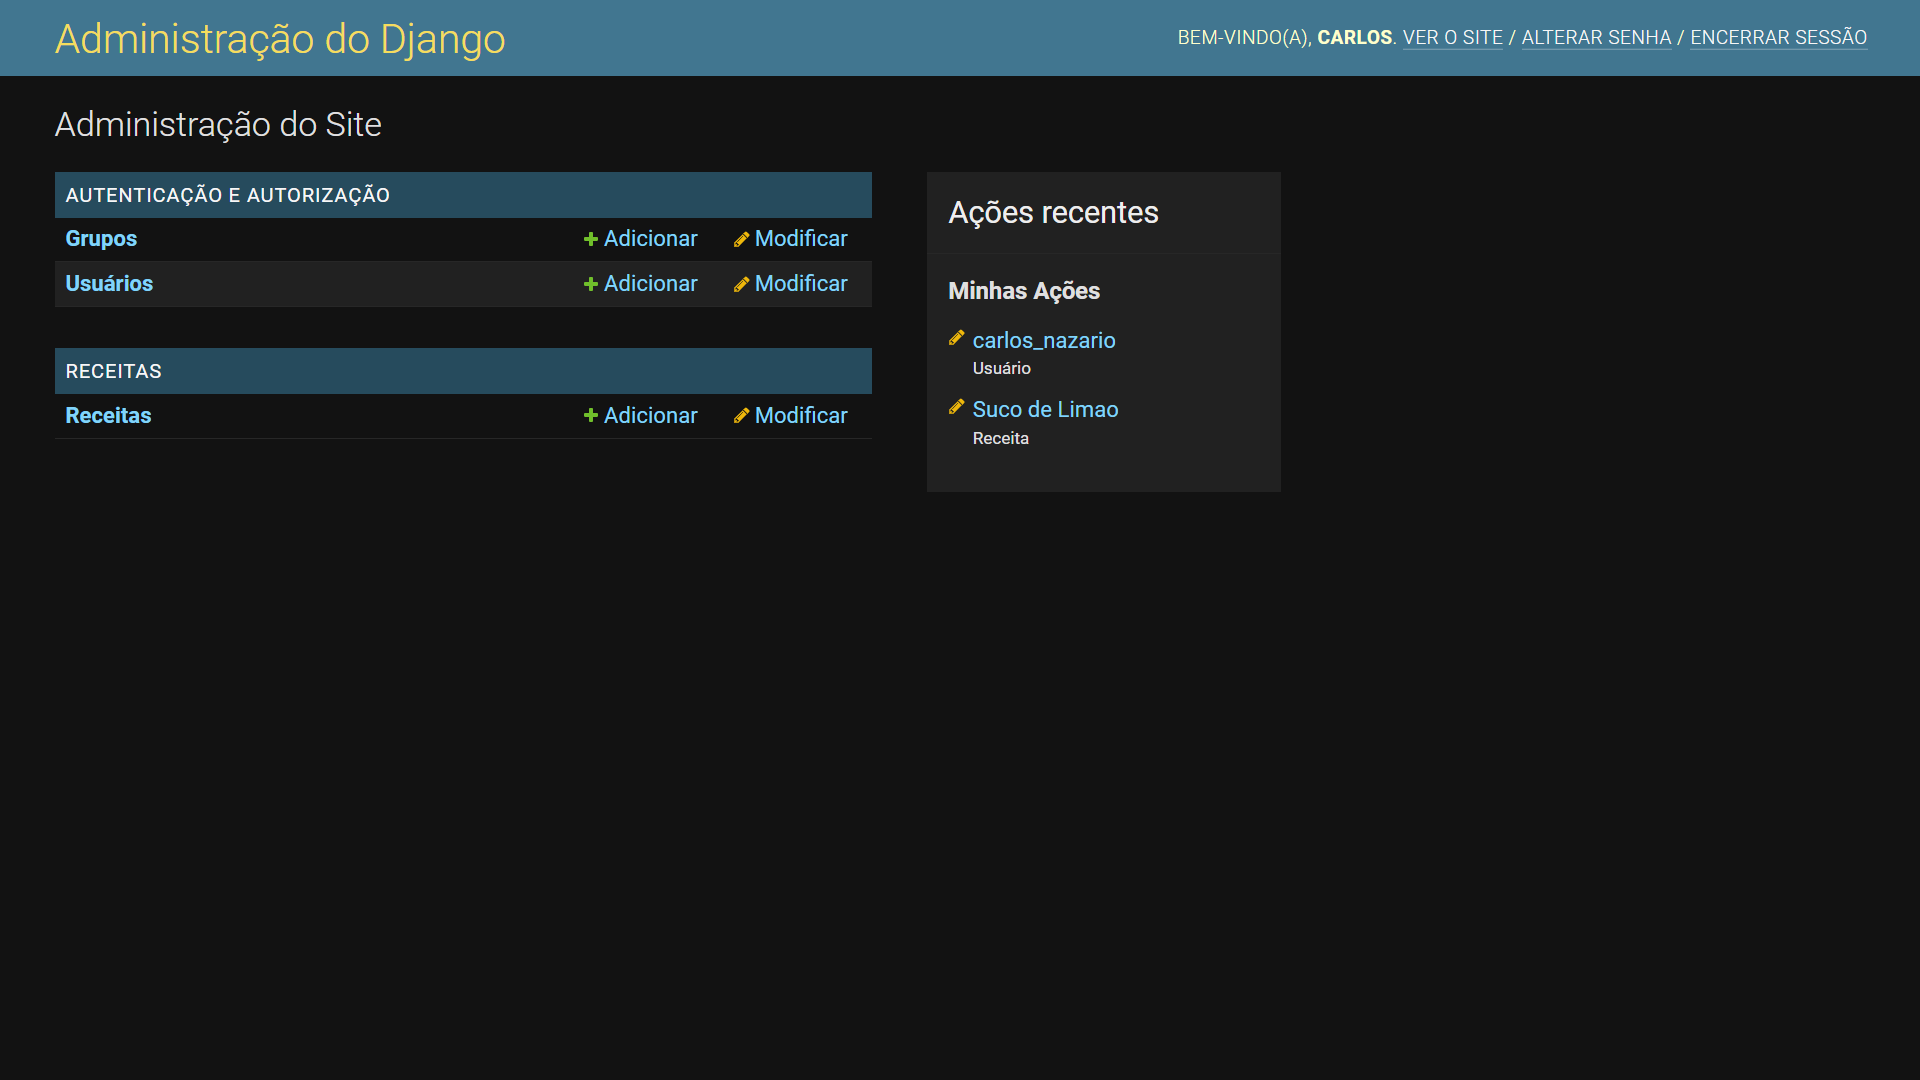 Administração do Django
BEM-VINDO(A), CARLOS. VER O SITE / ALTERAR SENHA / ENCERRAR SESSÃO
Administração do Site
AUTENTICAÇÃO E AUTORIZAÇÃO
Grupos Adicionar Modificar
Usuários Adicionar Modificar
RECEITAS
Receitas Adicionar Modificar
Ações recentes
Minhas Ações
carlos_nazario
Usuário
Suco de Limao
Receita